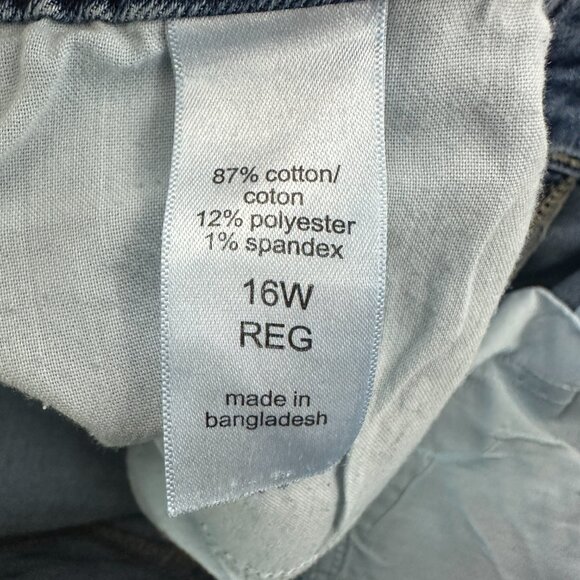 87% cotton/
coton
12% polyester
1% spandex
16W
REG
made in
bangladesh